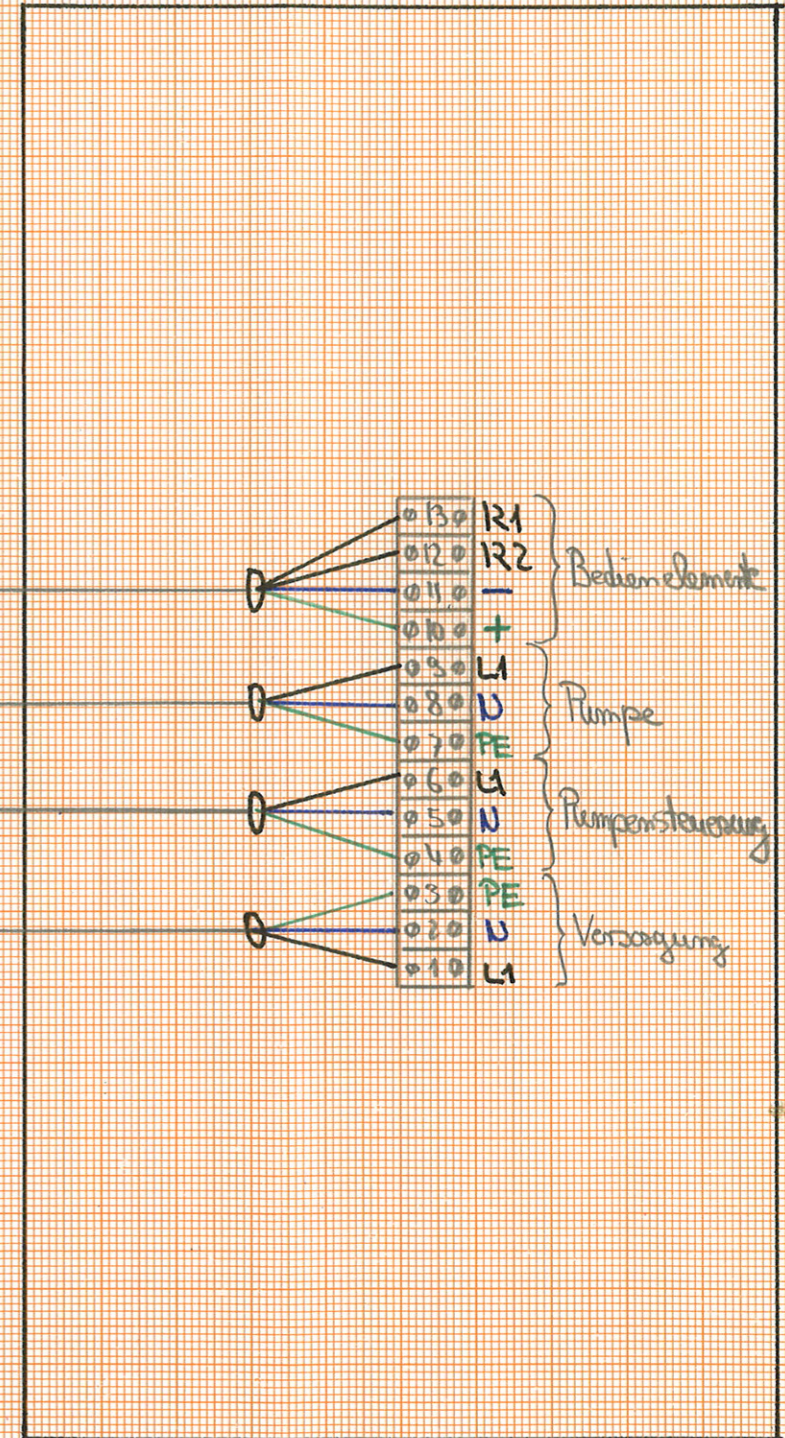 13 R1
12 R2
11 –
10 +
Bedienelemente
9 L1
8 N
7 PE
Pumpe
6 L1
5 N
4 PE
Pumpensteuerung
3 PE
2 N
1 L1
Versorgung